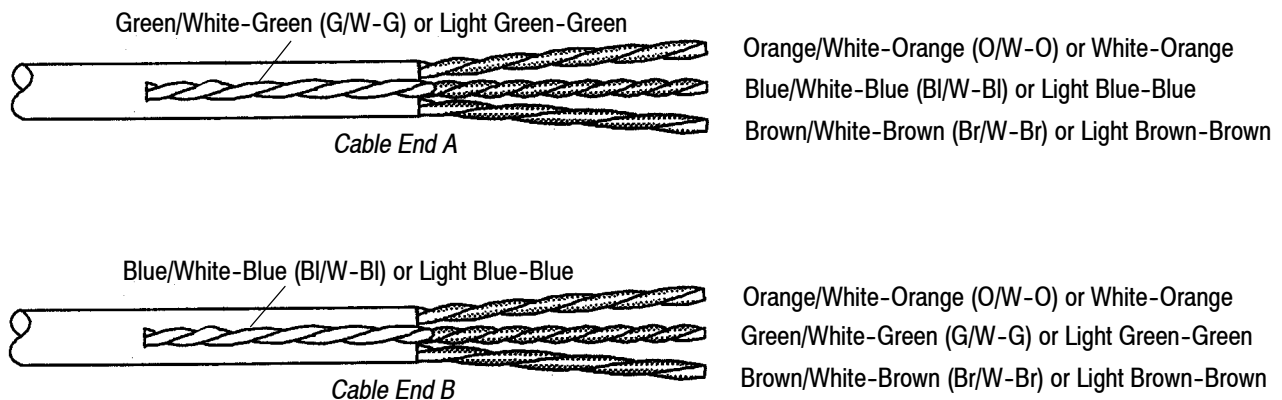 Green/White-Green (G/W-G) or Light Green-Green
Orange/White-Orange (O/W-O) or White-Orange
Blue/White-Blue (Bl/W-Bl) or Light Blue-Blue
Brown/White-Brown (Br/W-Br) or Light Brown-Brown
Cable End A
Blue/White-Blue (Bl/W-Bl) or Light Blue-Blue
Orange/White-Orange (O/W-O) or White-Orange
Green/White-Green (G/W-G) or Light Green-Green
Brown/White-Brown (Br/W-Br) or Light Brown-Brown
Cable End B